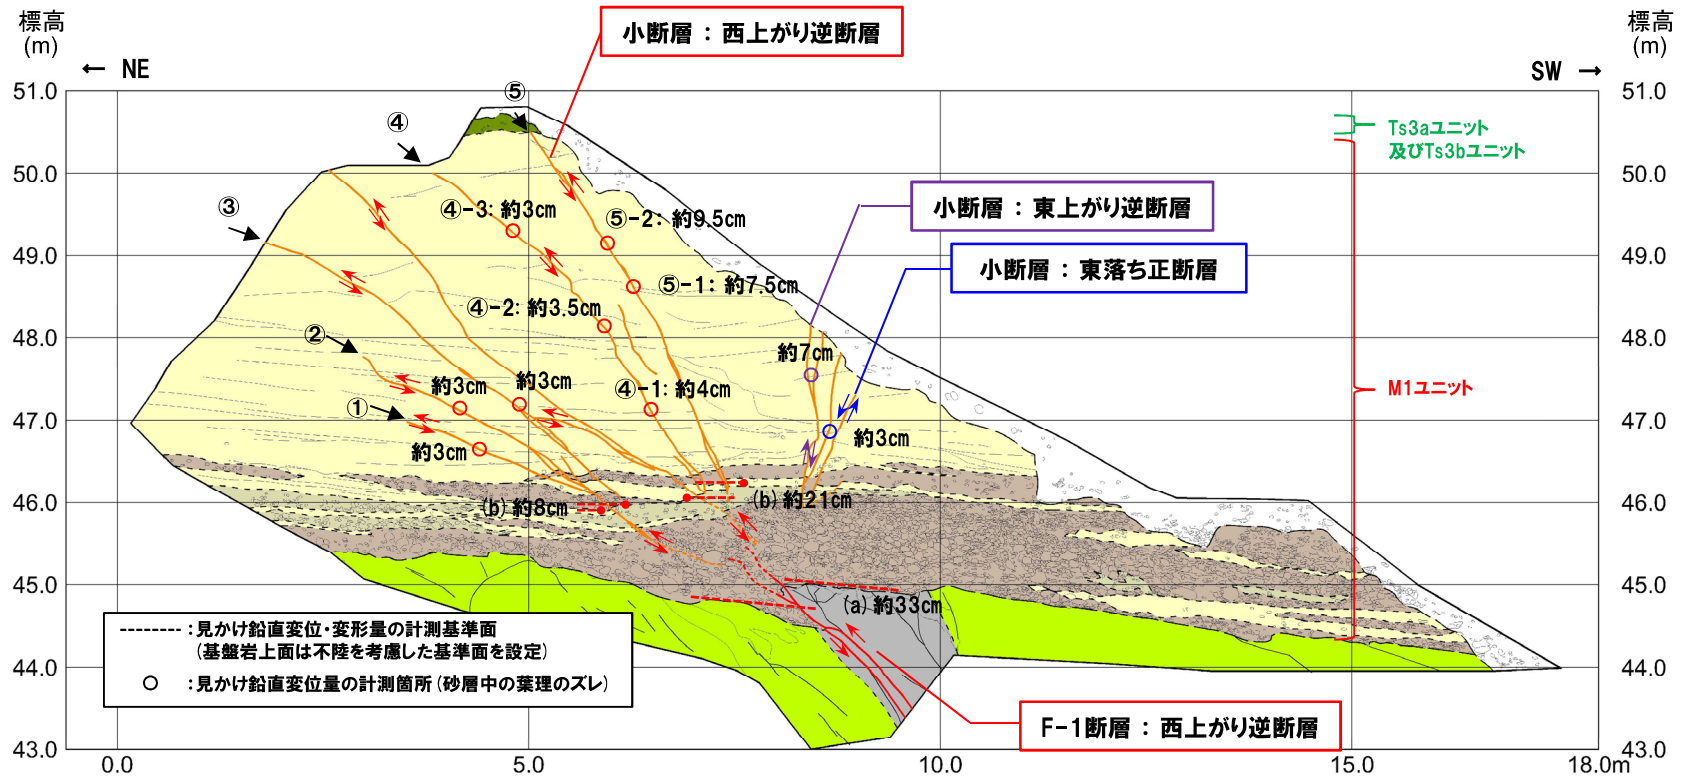 標高
(m)
← NE
小断層 : 西上がり逆断層
標高
(m)
SW →
51.0
50.0
49.0
48.0
47.0
46.0
45.0
44.0
43.0
51.0
50.0
49.0
48.0
47.0
46.0
45.0
44.0
43.0
⑤
④
③
②
①
Ts3aユニット
及びTs3bユニット
M1ユニット
小断層 : 東上がり逆断層
小断層 : 東落ち正断層
④-3: 約3cm
⑤-2: 約9.5cm
⑤-1: 約7.5cm
④-2: 約3.5cm
約7cm
約3cm
約3cm
④-1: 約4cm
約3cm
約3cm
(b) 約8cm
(b) 約21cm
(a) 約33cm
:見かけ鉛直変位・変形量の計測基準面
(基盤岩上面は不陸を考慮した基準面を設定)
:見かけ鉛直変位量の計測箇所(砂層中の葉理のズレ)
F-1断層 : 西上がり逆断層
0.0
5.0
10.0
15.0
18.0m